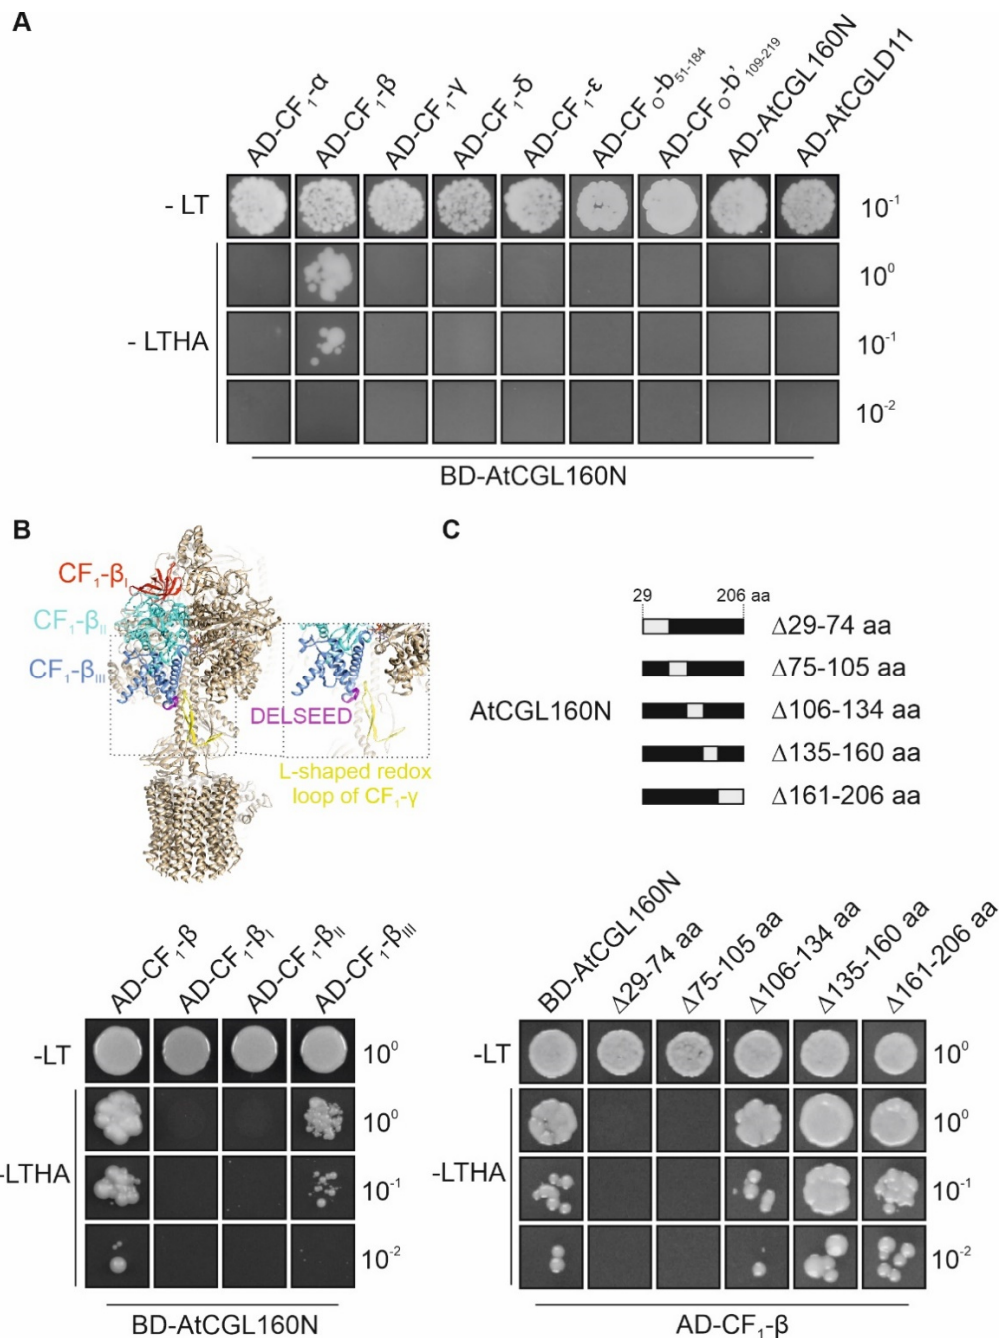 A
AD-CF₁-α
AD-CF₁-β
AD-CF₁-γ
AD-CF₁-δ
AD-CF₁-ε
AD-CF₀-b₅₁₋₁₈₄
AD-CF₀-b'₁₀₉₋₂₁₉
AD-AtCGL160N
AD-AtCGLD11
- LT
10⁻¹
10⁰
- LTHA
10⁻¹
10⁻²
BD-AtCGL160N
B
CF₁-βI
CF₁-βII
CF₁-βIII
DELSEED
L-shaped redox
loop of CF₁-γ
AD-CF₁-β
AD-CF₁-βI
AD-CF₁-βII
AD-CF₁-βIII
-LT
10⁰
10⁰
-LTHA
10⁻¹
10⁻²
BD-AtCGL160N
C
29 206 aa
Δ29-74 aa
Δ75-105 aa
AtCGL160N
Δ106-134 aa
Δ135-160 aa
Δ161-206 aa
BD-AtCGL160N
Δ29-74 aa
Δ75-105 aa
Δ106-134 aa
Δ135-160 aa
Δ161-206 aa
-LT
10⁰
10⁰
-LTHA
10⁻¹
10⁻²
AD-CF₁-β